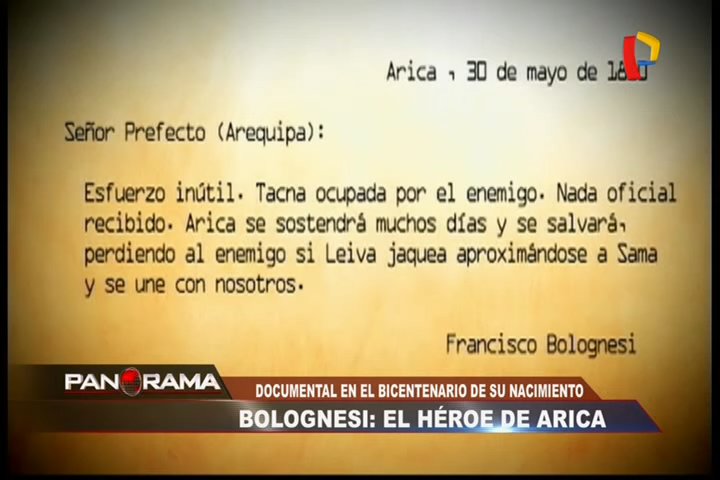 Arica, 30 de mayo de
Señor Prefecto (Arequipa):
Esfuerzo inútil. Tacna ocupada por el enemigo. Nada oficial
recibido. Arica se sostendrá muchos días y se salvará,
perdiendo al enemigo si Leiva jaquea aproximándose a Sama
y se une con nosotros.
Francisco Bolognesi
PANORAMA
DOCUMENTAL EN EL BICENTENARIO DE SU NACIMIENTO
BOLOGNESI: EL HÉROE DE ARICA